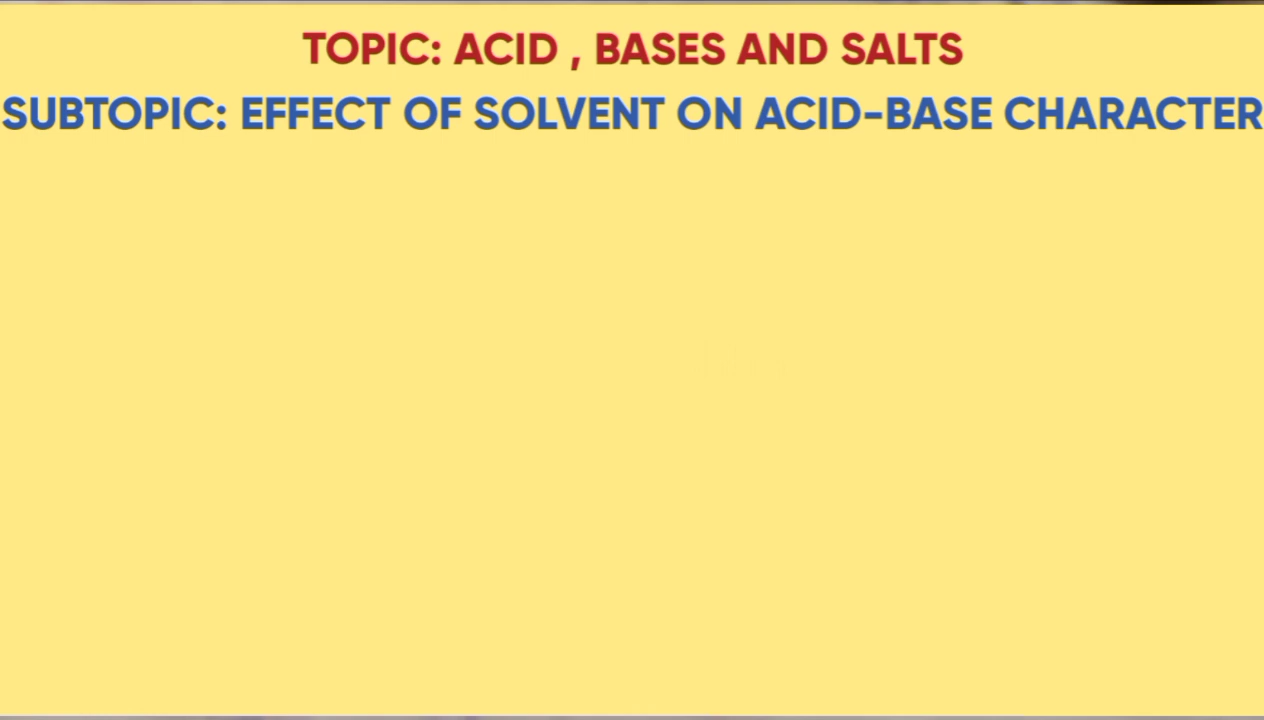 TOPIC: ACID , BASES AND SALTS
SUBTOPIC: EFFECT OF SOLVENT ON ACID-BASE CHARACTER